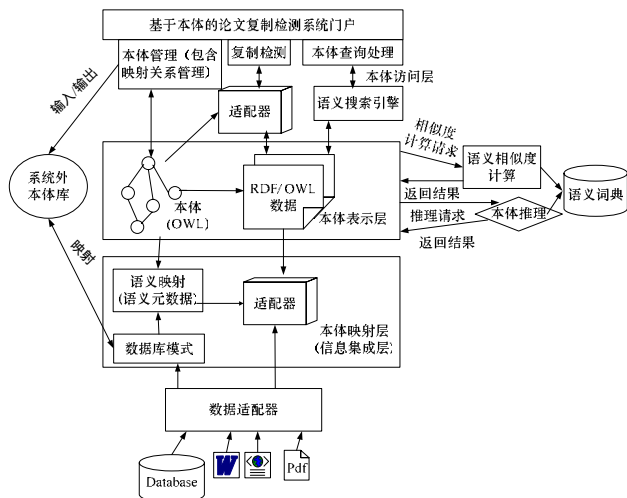 基于本体的论文复制检测系统门户
本体管理（包含
映射关系管理）
复制检测
本体查询处理
本体访问层
输入/输出
适配器
语义搜索引擎
相似度
计算请求
语义相似度
计算
系统外
本体库
本体
(OWL)
RDF/OWL
数据
本体表示层
返回结果
推理请求
返回结果
本体推理
语义词典
映射
语义映射
(语义元数据)
适配器
数据库模式
本体映射层
(信息集成层)
数据适配器
Database
W
Pdf